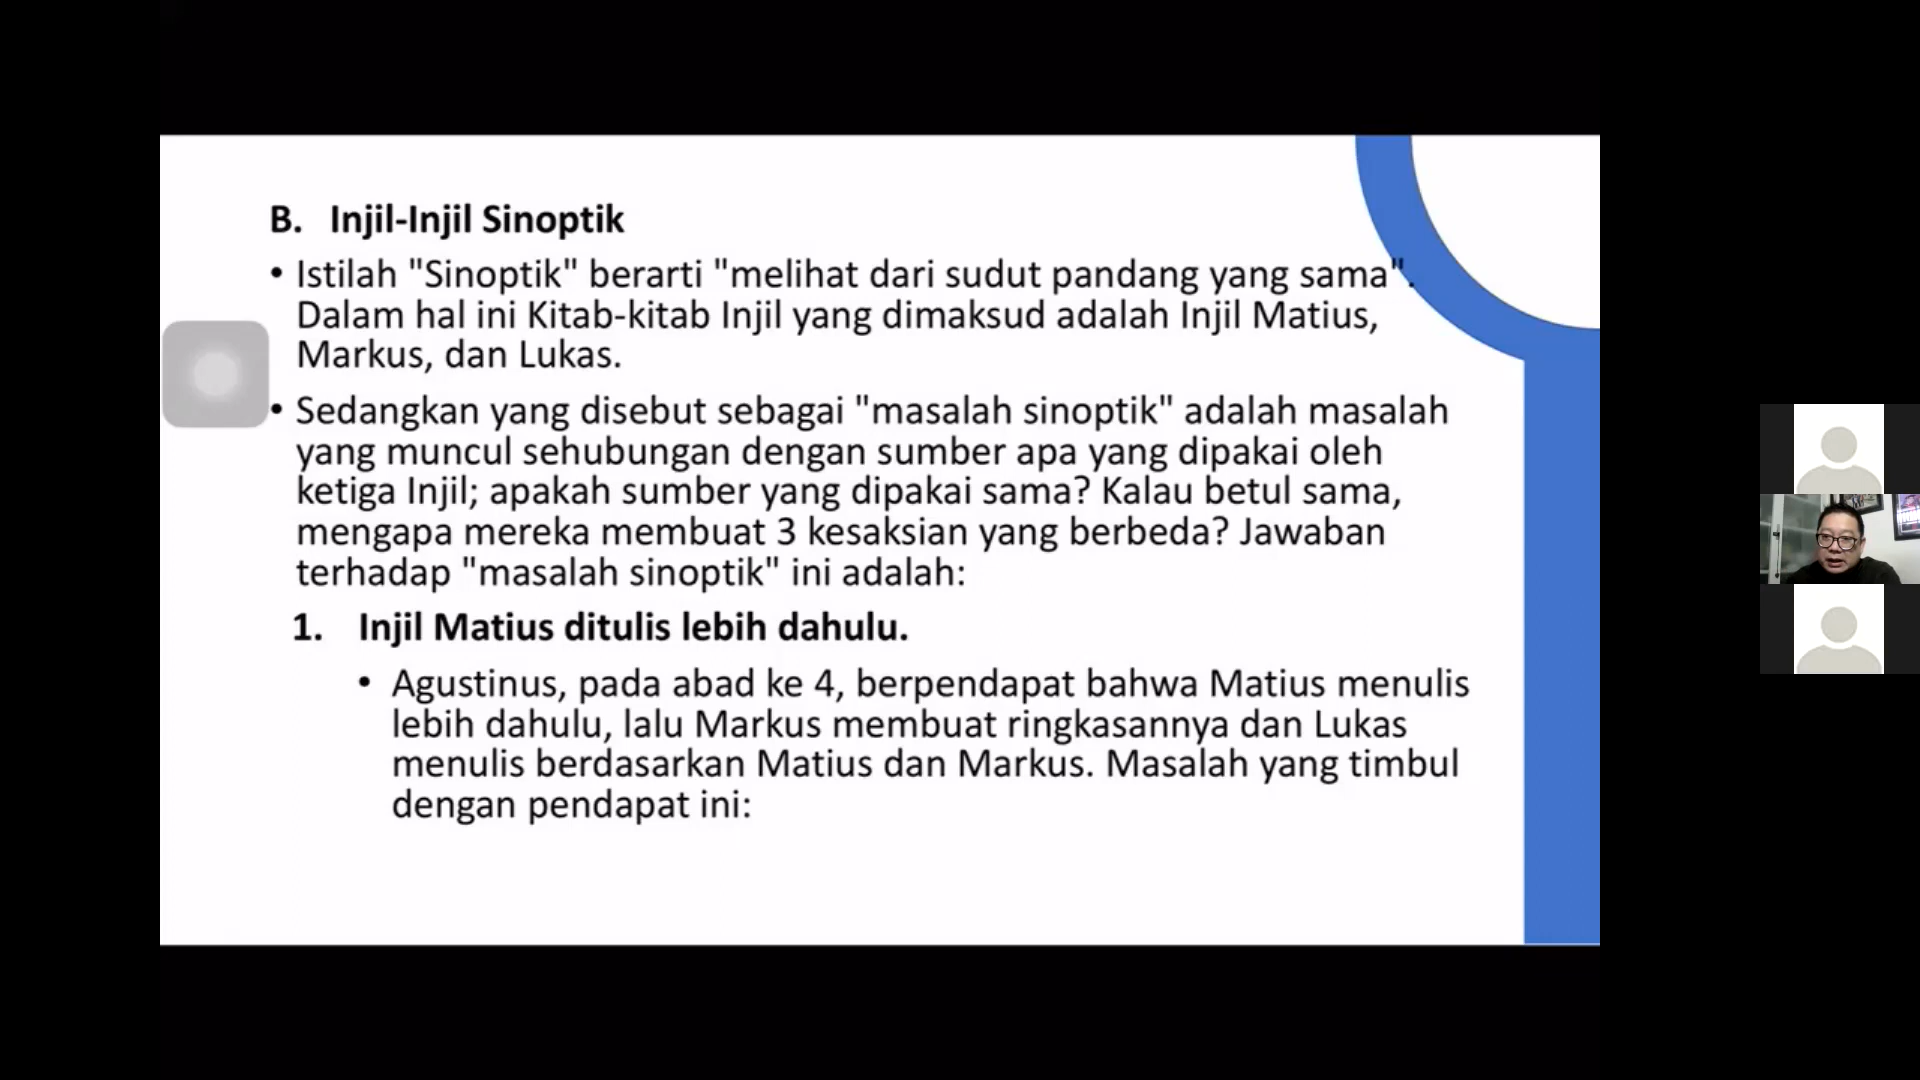 B. Injil-Injil Sinoptik
• Istilah "Sinoptik" berarti "melihat dari sudut pandang yang sama".
Dalam hal ini Kitab-kitab Injil yang dimaksud adalah Injil Matius,
Markus, dan Lukas.
• Sedangkan yang disebut sebagai "masalah sinoptik" adalah masalah
yang muncul sehubungan dengan sumber apa yang dipakai oleh
ketiga Injil; apakah sumber yang dipakai sama? Kalau betul sama,
mengapa mereka membuat 3 kesaksian yang berbeda? Jawaban
terhadap "masalah sinoptik" ini adalah:
1. Injil Matius ditulis lebih dahulu.
• Agustinus, pada abad ke 4, berpendapat bahwa Matius menulis
lebih dahulu, lalu Markus membuat ringkasannya dan Lukas
menulis berdasarkan Matius dan Markus. Masalah yang timbul
dengan pendapat ini: